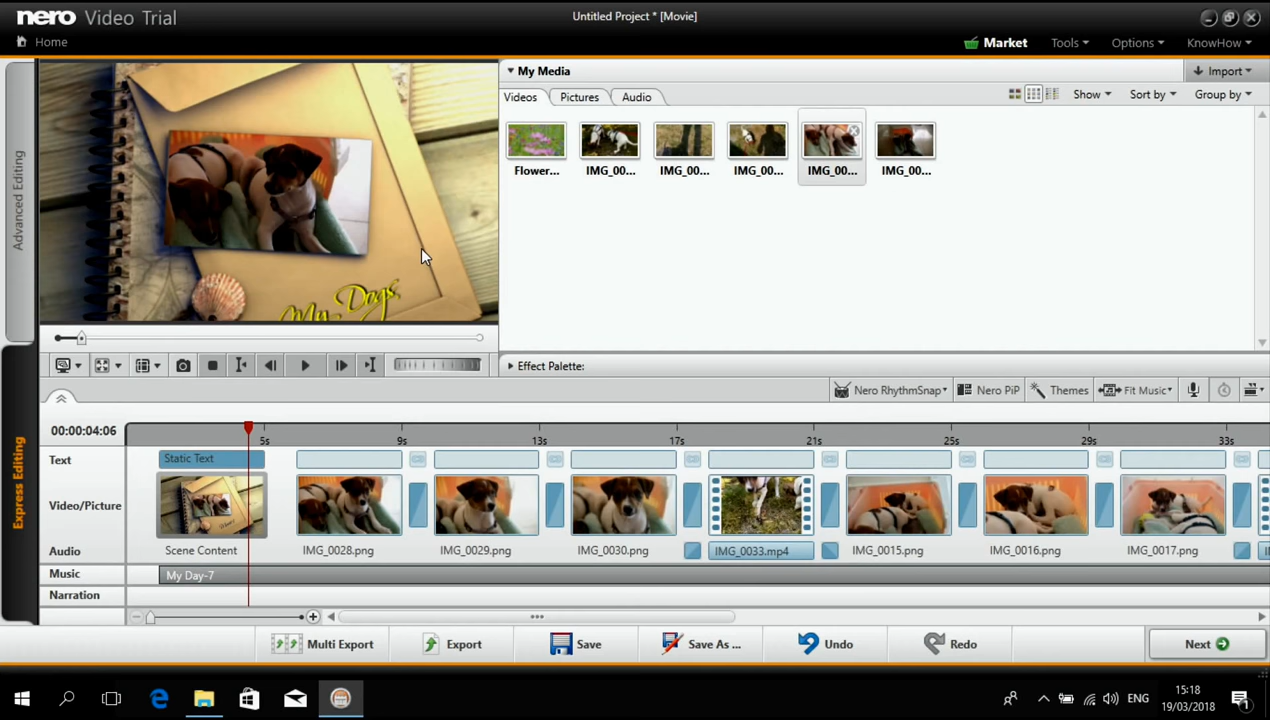 nero Video Trial
Untitled Project * [Movie]
Home
Market
Tools
Options
KnowHow
My Media
Import
Videos
Pictures
Audio
Show
Sort by
Group by
Flower...
IMG_00...
IMG_00...
IMG_00...
IMG_00...
IMG_00...
My Dogs.
Advanced Editing
Effect Palette:
Nero RhythmSnap
Nero PiP
Themes
Fit Music
Express Editing
00:00:04:06
5s
9s
13s
17s
21s
25s
29s
33s
Text
Static Text
Video/Picture
Audio
Scene Content
IMG_0028.png
IMG_0029.png
IMG_0030.png
IMG_0033.mp4
IMG_0015.png
IMG_0016.png
IMG_0017.png
Music
My Day-7
Narration
Multi Export
Export
Save
Save As ...
Undo
Redo
Next
ENG
15:18
19/03/2018